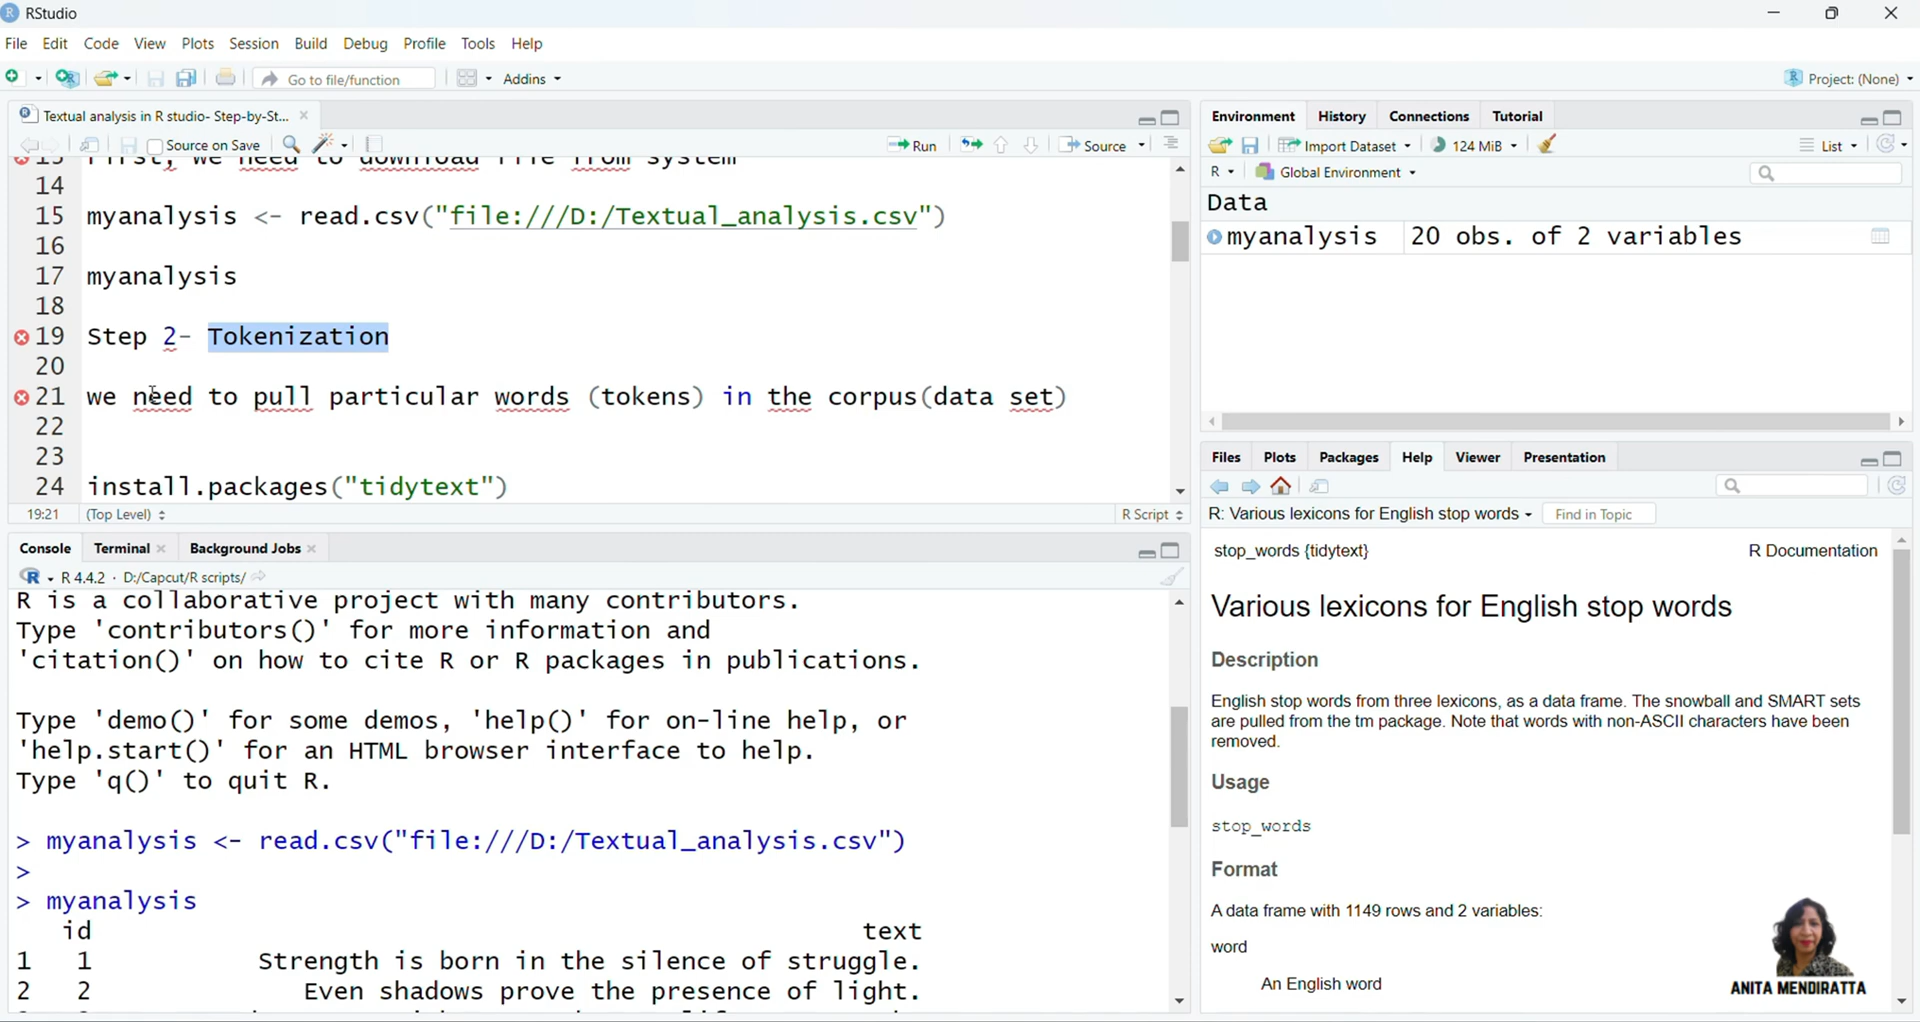 RStudio
File Edit Code View Plots Session Build Debug Profile Tools Help
Go to file/function Addins Project: (None)
Textual analysis in R studio- Step-by-St...
Source on Save Run Source
13 First, we need to download file from system
14
15 myanalysis <- read.csv("file:///D:/Textual_analysis.csv")
16
17 myanalysis
18
19 Step 2- Tokenization
20
21 we need to pull particular words (tokens) in the corpus(data set)
22
23
24 install.packages("tidytext")
19:21 (Top Level) R Script
Console Terminal Background Jobs
R 4.4.2 · D:/Capcut/R scripts/
R is a collaborative project with many contributors.
Type 'contributors()' for more information and
'citation()' on how to cite R or R packages in publications.
Type 'demo()' for some demos, 'help()' for on-line help, or
'help.start()' for an HTML browser interface to help.
Type 'q()' to quit R.
> myanalysis <- read.csv("file:///D:/Textual_analysis.csv")
>
> myanalysis
id text
1 1 Strength is born in the silence of struggle.
2 2 Even shadows prove the presence of light.
Environment History Connections Tutorial
Import Dataset 124 MiB List
R Global Environment
Data
myanalysis 20 obs. of 2 variables
Files Plots Packages Help Viewer Presentation
R: Various lexicons for English stop words Find in Topic
stop_words {tidytext} R Documentation
Various lexicons for English stop words
Description
English stop words from three lexicons, as a data frame. The snowball and SMART sets
are pulled from the tm package. Note that words with non-ASCII characters have been
removed.
Usage
stop_words
Format
A data frame with 1149 rows and 2 variables:
word
An English word
ANITA MENDIRATTA